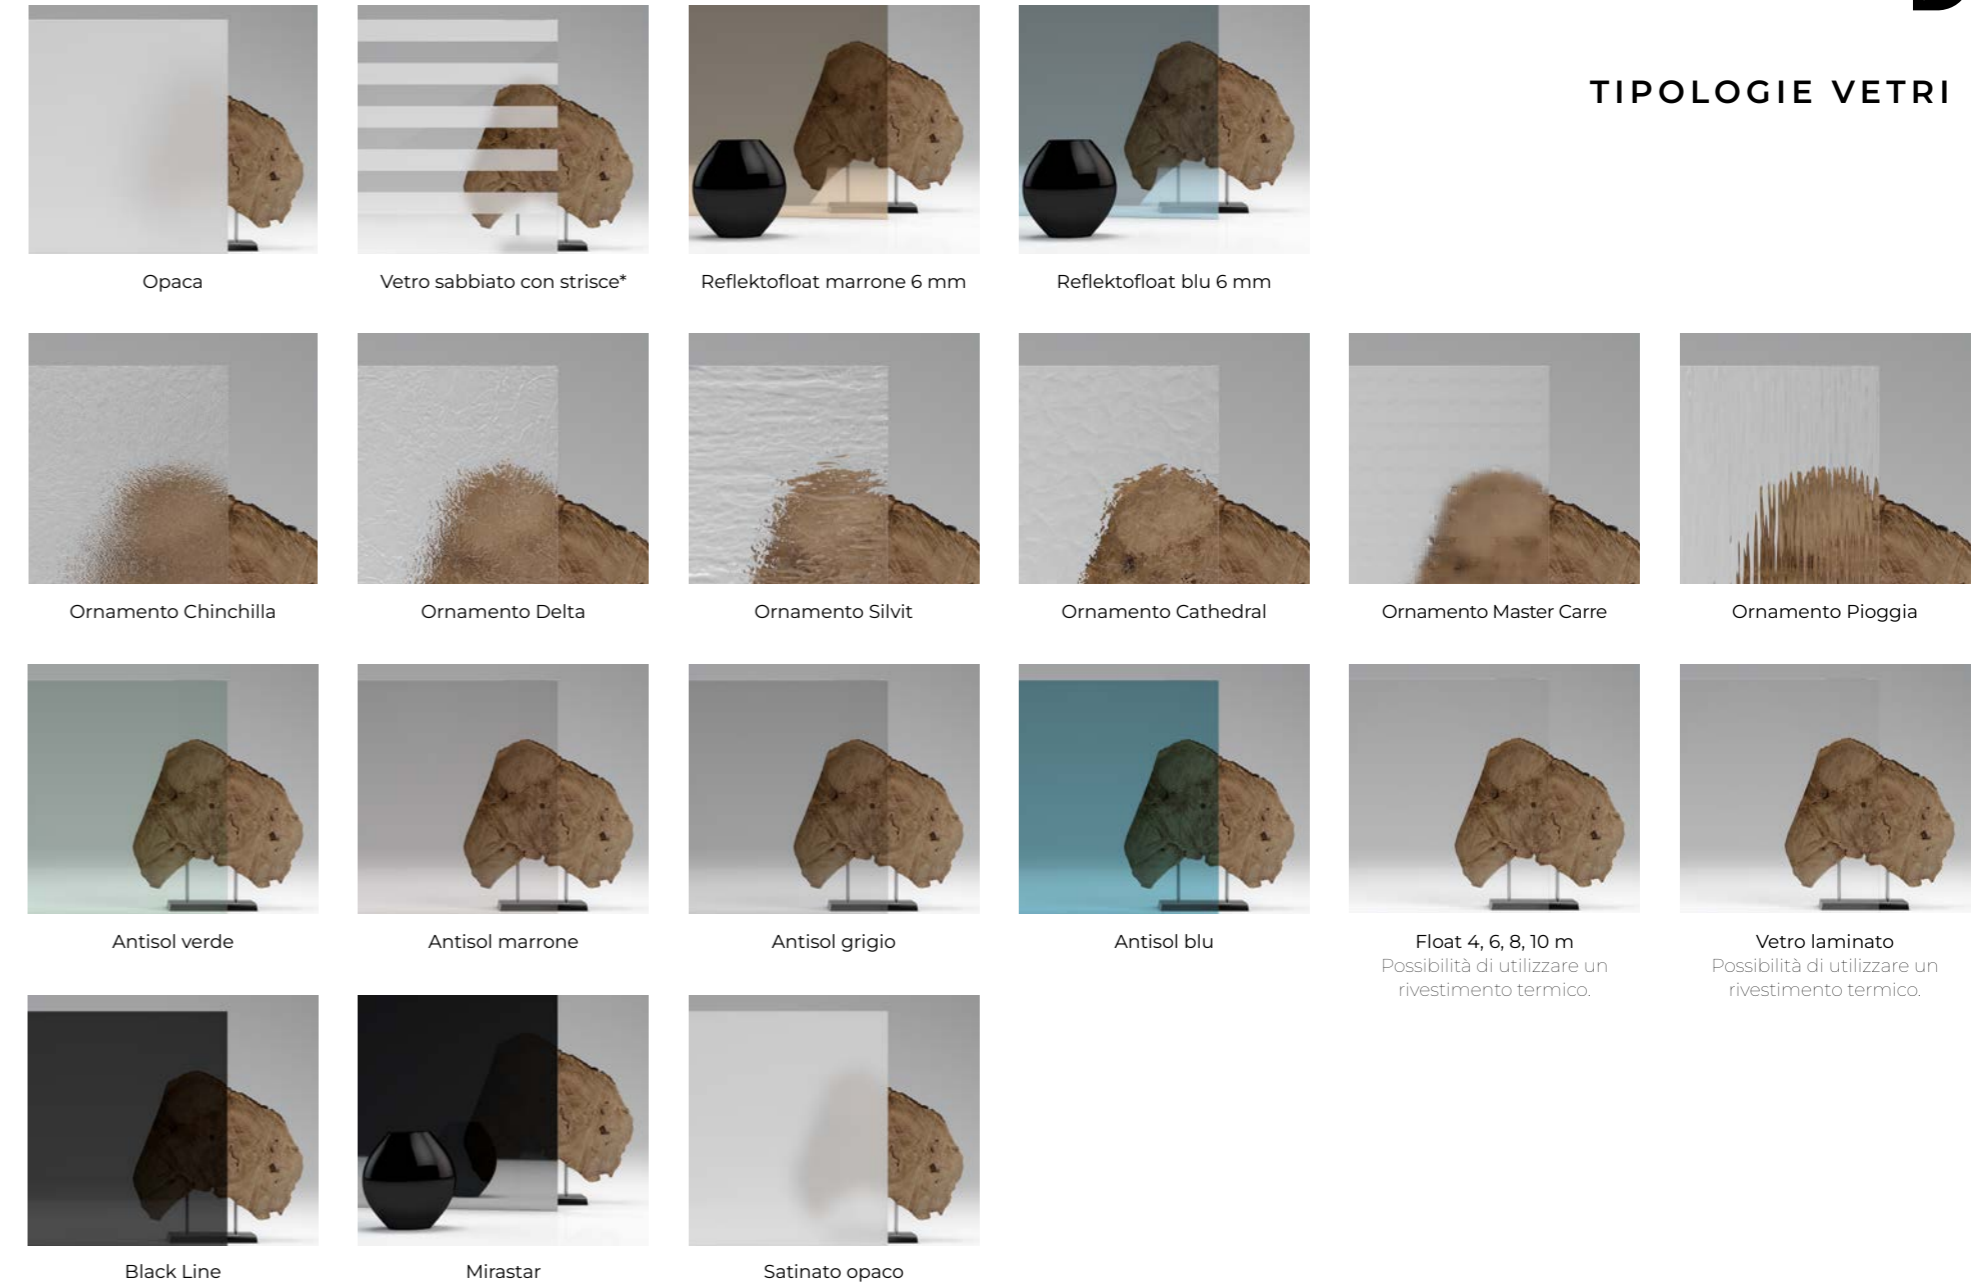 TIPOLOGIE VETRI
Opaca
Vetro sabbiato con strisce*
Reflektofloat marrone 6 mm
Reflektofloat blu 6 mm
Ornamento Chinchilla
Ornamento Delta
Ornamento Silvit
Ornamento Cathedral
Ornamento Master Carre
Ornamento Pioggia
Antisol verde
Antisol marrone
Antisol grigio
Antisol blu
Float 4, 6, 8, 10 m
Possibilità di utilizzare un
rivestimento termico.
Vetro laminato
Possibilità di utilizzare un
rivestimento termico.
Black Line
Mirastar
Satinato opaco